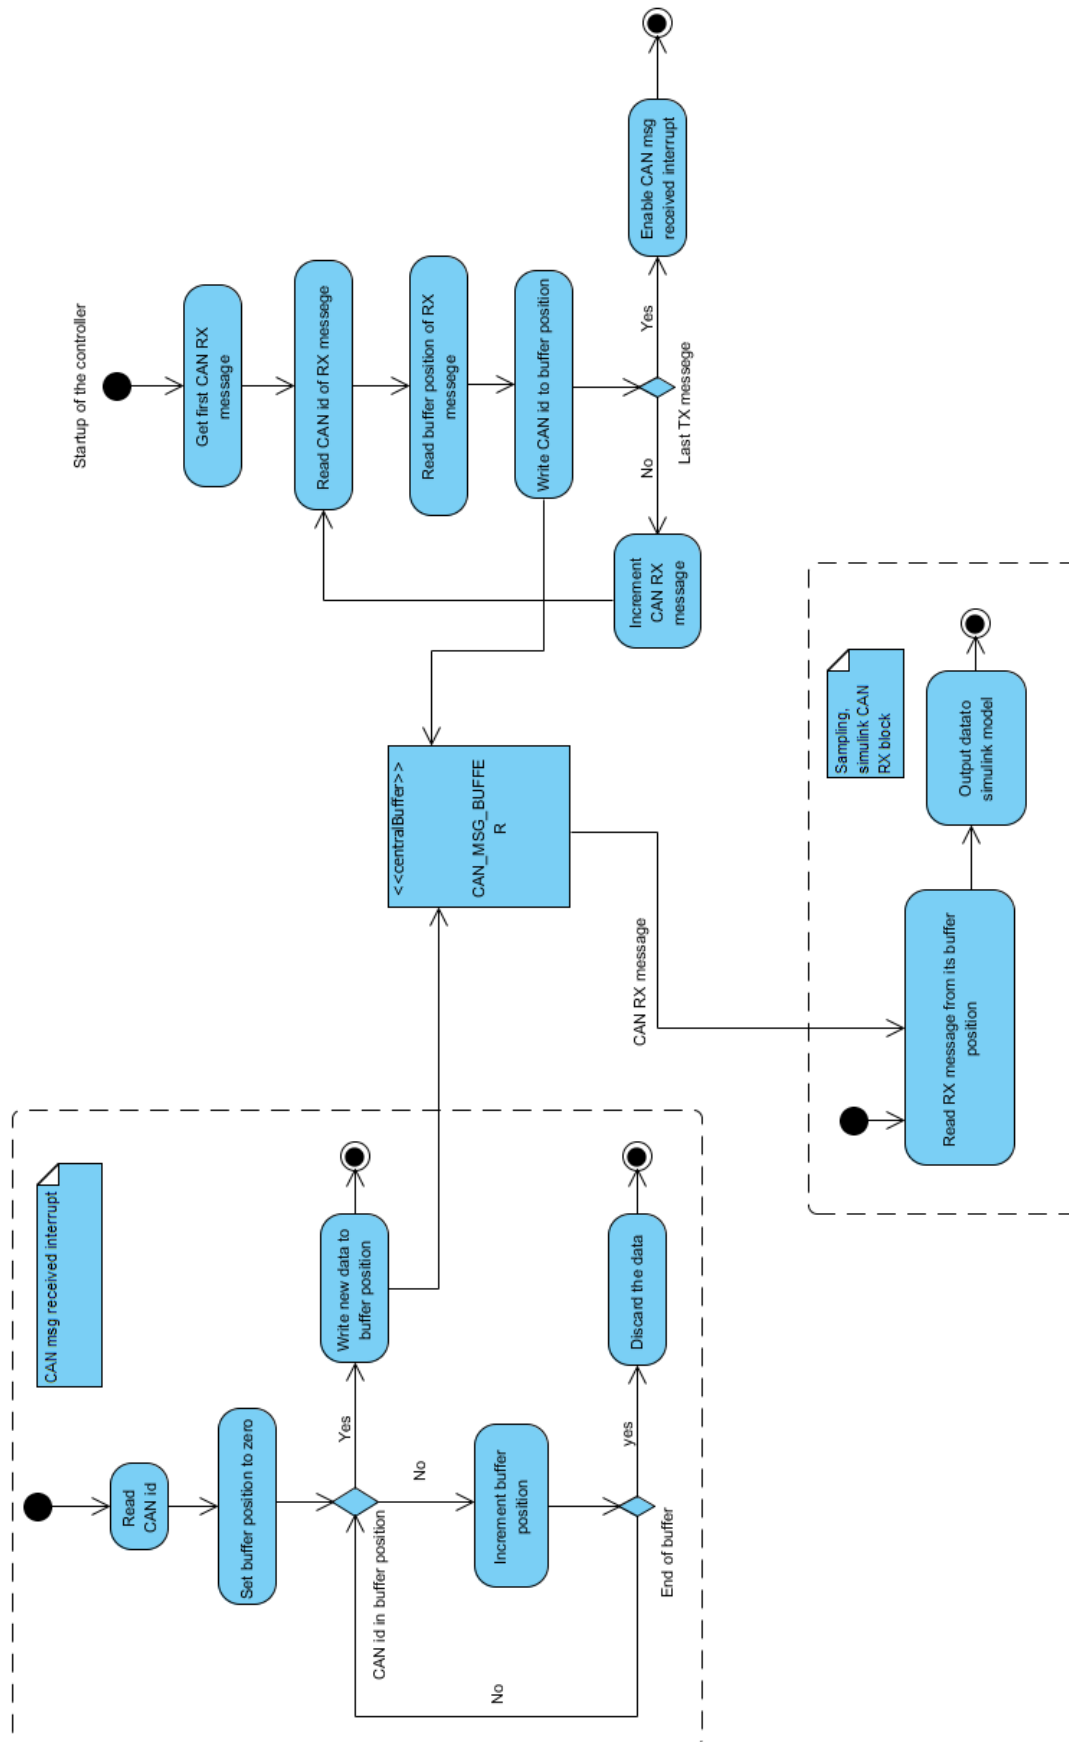 CAN msg received interrupt
Read
CAN id
Set buffer position to zero
CAN id in buffer position
Yes
Write new data to
buffer position
No
Increment buffer
position
End of buffer
No
yes
Discard the data
<<centralBuffer>>
CAN_MSG_BUFFE
R
CAN RX message
Startup of the controller
Get first CAN RX
message
Read CAN id of RX messege
Read buffer position of RX
messege
Write CAN id to buffer position
Last TX messege
No
Yes
Increment
CAN RX
message
Enable CAN msg
received interrupt
Sampling,
simulink CAN
RX block
Read RX message from its buffer
position
Output datato
simulink model